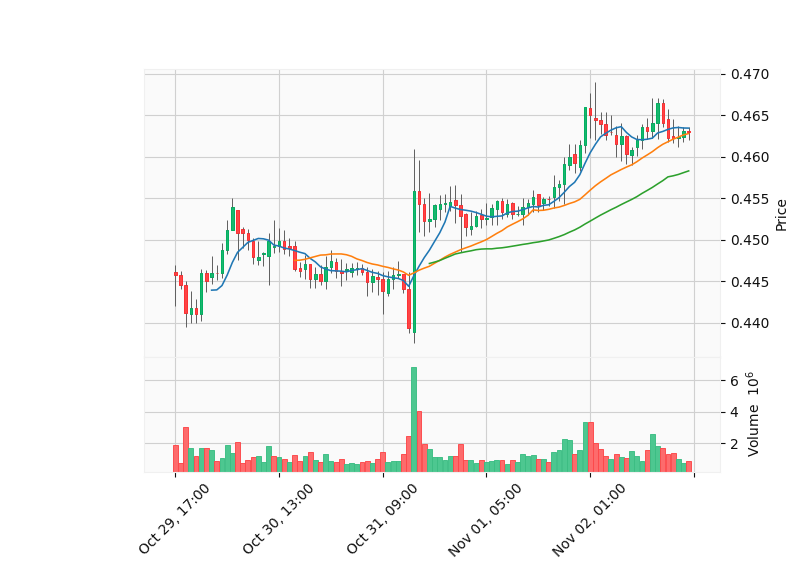 0.470
0.465
0.460
0.455
0.450
0.445
0.440
Price
6
4
2
Volume 10^6
Oct 29, 17:00
Oct 30, 13:00
Oct 31, 09:00
Nov 01, 05:00
Nov 02, 01:00